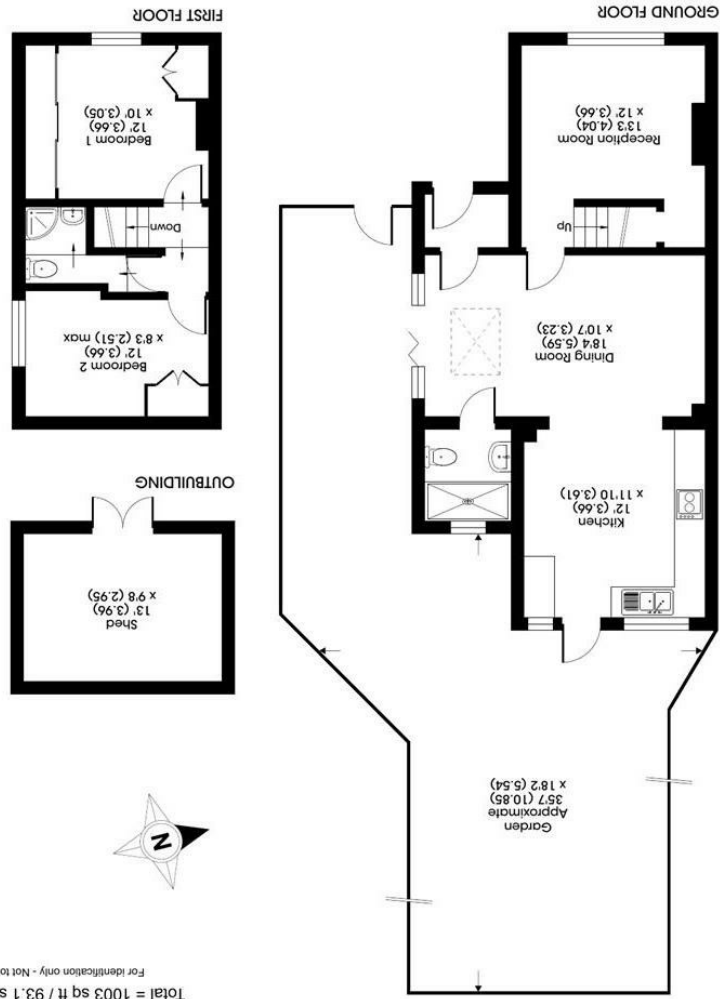 Total = 1003 sq ft / 93.1 s
For identification only - Not to
N
Garden
Approximate
35'7 (10.85)
x 18'2 (5.54)
Shed
13' (3.96)
x 9'8 (2.95)
OUTBUILDING
Kitchen
12' (3.66)
x 11'10 (3.61)
Dining Room
18'4 (5.59)
x 10'7 (3.23)
Up
Reception Room
13'3 (4.04)
x 12' (3.66)
GROUND FLOOR
Bedroom 2
12' (3.66)
x 8'3 (2.51) max
Down
Bedroom 1
12' (3.66)
x 10' (3.05)
FIRST FLOOR